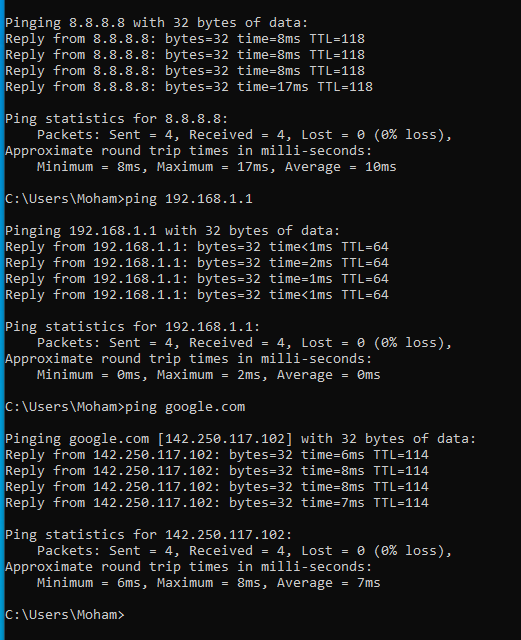 Pinging 8.8.8.8 with 32 bytes of data:
Reply from 8.8.8.8: bytes=32 time=8ms TTL=118
Reply from 8.8.8.8: bytes=32 time=8ms TTL=118
Reply from 8.8.8.8: bytes=32 time=8ms TTL=118
Reply from 8.8.8.8: bytes=32 time=17ms TTL=118

Ping statistics for 8.8.8.8:
    Packets: Sent = 4, Received = 4, Lost = 0 (0% loss),
Approximate round trip times in milli-seconds:
    Minimum = 8ms, Maximum = 17ms, Average = 10ms

C:\Users\Moham>ping 192.168.1.1

Pinging 192.168.1.1 with 32 bytes of data:
Reply from 192.168.1.1: bytes=32 time<1ms TTL=64
Reply from 192.168.1.1: bytes=32 time=2ms TTL=64
Reply from 192.168.1.1: bytes=32 time=1ms TTL=64
Reply from 192.168.1.1: bytes=32 time<1ms TTL=64

Ping statistics for 192.168.1.1:
    Packets: Sent = 4, Received = 4, Lost = 0 (0% loss),
Approximate round trip times in milli-seconds:
    Minimum = 0ms, Maximum = 2ms, Average = 0ms

C:\Users\Moham>ping google.com

Pinging google.com [142.250.117.102] with 32 bytes of data:
Reply from 142.250.117.102: bytes=32 time=6ms TTL=114
Reply from 142.250.117.102: bytes=32 time=8ms TTL=114
Reply from 142.250.117.102: bytes=32 time=8ms TTL=114
Reply from 142.250.117.102: bytes=32 time=7ms TTL=114

Ping statistics for 142.250.117.102:
    Packets: Sent = 4, Received = 4, Lost = 0 (0% loss),
Approximate round trip times in milli-seconds:
    Minimum = 6ms, Maximum = 8ms, Average = 7ms

C:\Users\Moham>